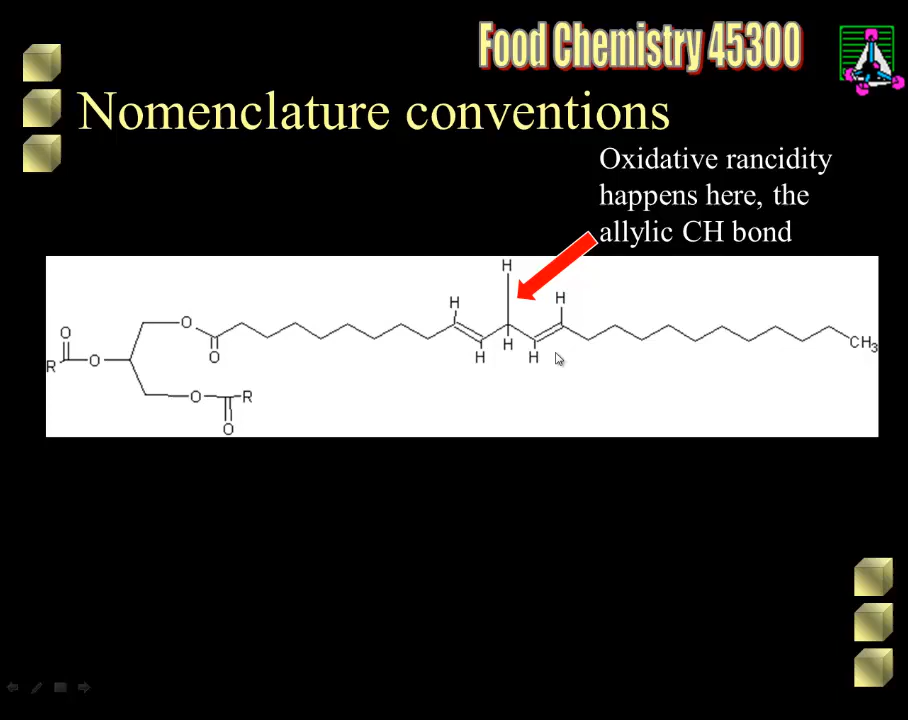 Food Chemistry 45300
Nomenclature conventions
Oxidative rancidity
happens here, the
allylic CH bond
H
H
H
O
O
H
H
H
CH3
O
R
O
O
O
R
O